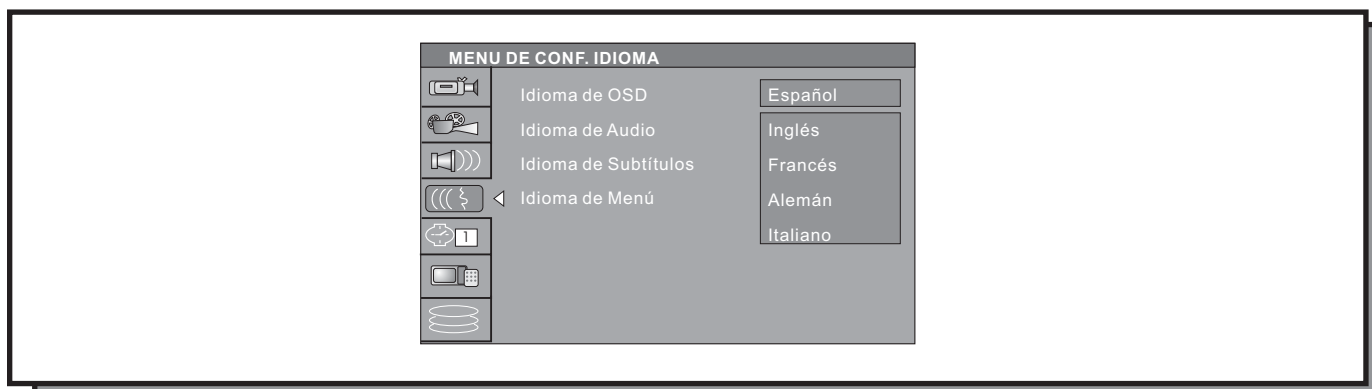 MENU DE CONF. IDIOMA
Idioma de OSD Español
Idioma de Audio Inglés
Idioma de Subtítulos Francés
Idioma de Menú Alemán
1 Italiano